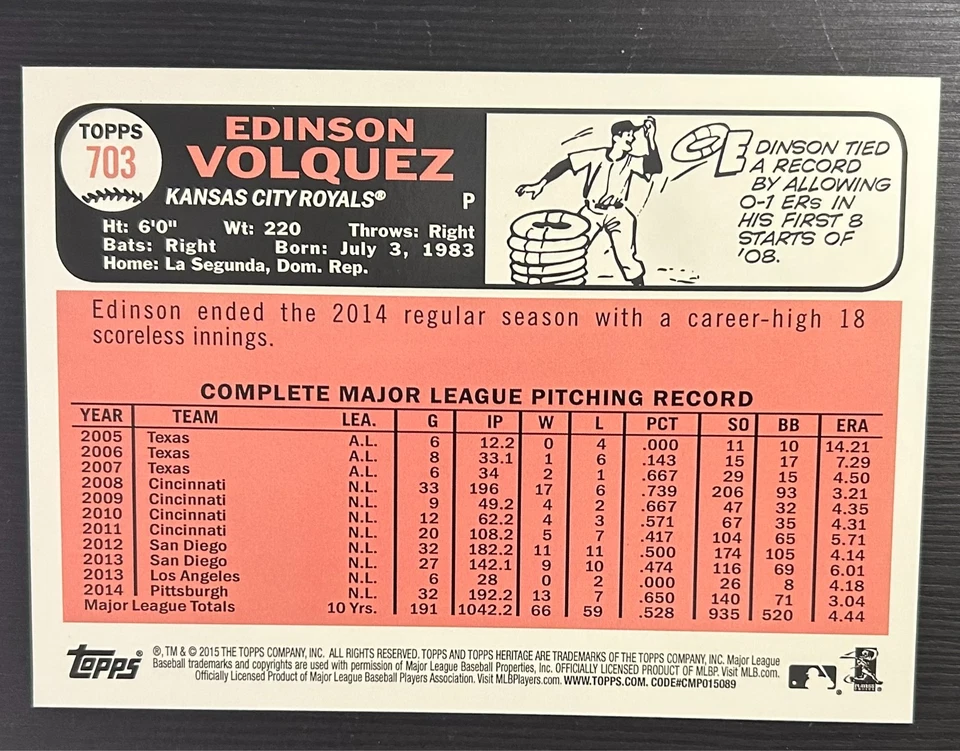 TOPPS
703
EDINSON
VOLQUEZ
KANSAS CITY ROYALS® P
Ht: 6'0" Wt: 220 Throws: Right
Bats: Right Born: July 3, 1983
Home: La Segunda, Dom. Rep.
EDINSON TIED
A RECORD
BY ALLOWING
0-1 ERs IN
HIS FIRST 8
STARTS OF
'08.
Edinson ended the 2014 regular season with a career-high 18
scoreless innings.
COMPLETE MAJOR LEAGUE PITCHING RECORD
YEAR TEAM LEA. G IP W L PCT SO BB ERA
2005 Texas A.L. 6 12.2 0 4 .000 11 10 14.21
2006 Texas A.L. 8 33.1 1 6 .143 15 17 7.29
2007 Texas A.L. 6 34 2 1 .667 29 15 4.50
2008 Cincinnati N.L. 33 196 17 6 .739 206 93 3.21
2009 Cincinnati N.L. 9 49.2 4 2 .667 47 32 4.35
2010 Cincinnati N.L. 12 62.2 4 3 .571 67 35 4.31
2011 Cincinnati N.L. 20 108.2 5 7 .417 104 65 5.71
2012 San Diego N.L. 32 182.2 11 11 .500 174 105 4.14
2013 San Diego N.L. 27 142.1 9 10 .474 116 69 6.01
2013 Los Angeles N.L. 6 28 0 2 .000 26 8 4.18
2014 Pittsburgh N.L. 32 192.2 13 7 .650 140 71 3.04
Major League Totals 10 Yrs. 191 1042.2 66 59 .528 935 520 4.44
Topps®
®, TM & © 2015 THE TOPPS COMPANY, INC. ALL RIGHTS RESERVED. TOPPS AND TOPPS HERITAGE ARE TRADEMARKS OF THE TOPPS COMPANY, INC. Major League
Baseball trademarks and copyrights are used with permission of Major League Baseball Properties, Inc. OFFICIALLY LICENSED PRODUCT OF MLBP. Visit MLB.com.
Officially Licensed Product of Major League Baseball Players Association. Visit MLBPlayers.com. WWW.TOPPS.COM. CODE#CMP015089